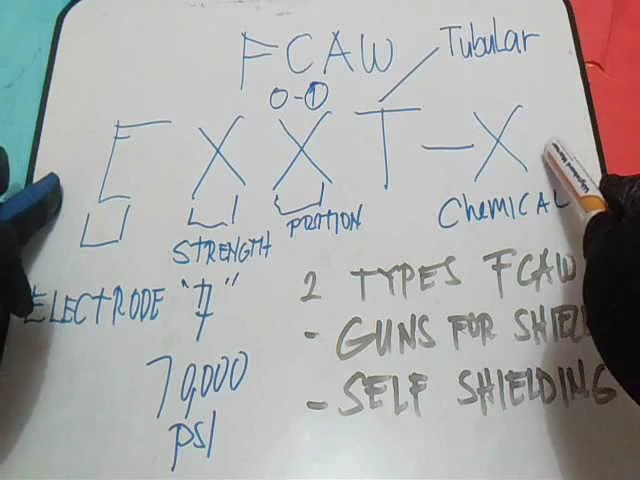 FCAW
Tubular
0-1
E X X T - X
STRENGTH
POSITION
CHEMICAL
ELECTRODE "7"
70,000
PSI
2 TYPES FCAW
- GUNS FOR SHIEL
- SELF SHIELDING